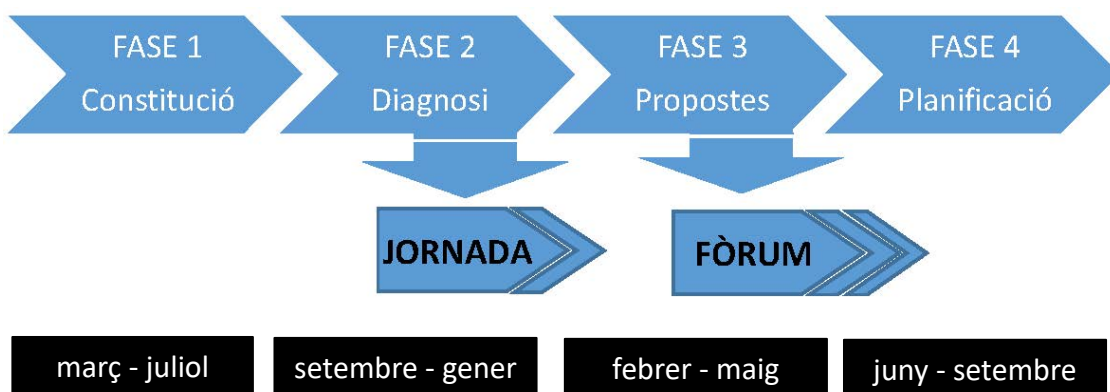 FASE 1
Constitució
FASE 2
Diagnosi
FASE 3
Propostes
FASE 4
Planificació
JORNADA
FÒRUM
març - juliol
setembre - gener
febrer - maig
juny - setembre